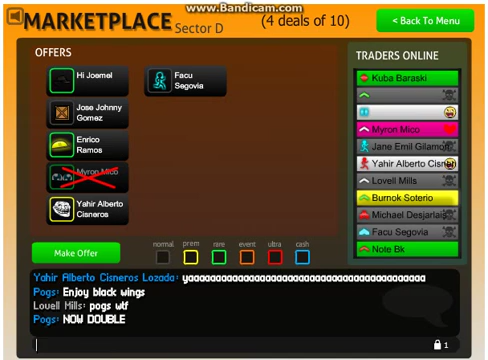 www.Bandicam.com
MARKETPLACE Sector D
(4 deals of 10)
< Back To Menu
OFFERS
TRADERS ONLINE
Hi Joemel
Facu
Segovia
Jose Johnny
Gomez
Enrico
Ramos
Myron Mico
Yahir Alberto
Cisneros
Kuba Baraski
Myron Mico
Jane Emil Gilamon
Yahir Alberto Cisner
Lovell Mills
Burnok Soterio
Michael Desjarlais
Facu Segovia
Note Bk
Make Offer
normal prem rare event ultra cash
Yahir Alberto Cisneros Lozada: yaaaaaaaaaaaaaaaaaaaaaaaaaaaaaaaaaaaaaaaaa
Pogs: Enjoy black wings
Lovell Mills: pogs wtf
Pogs: NOW DOUBLE
1